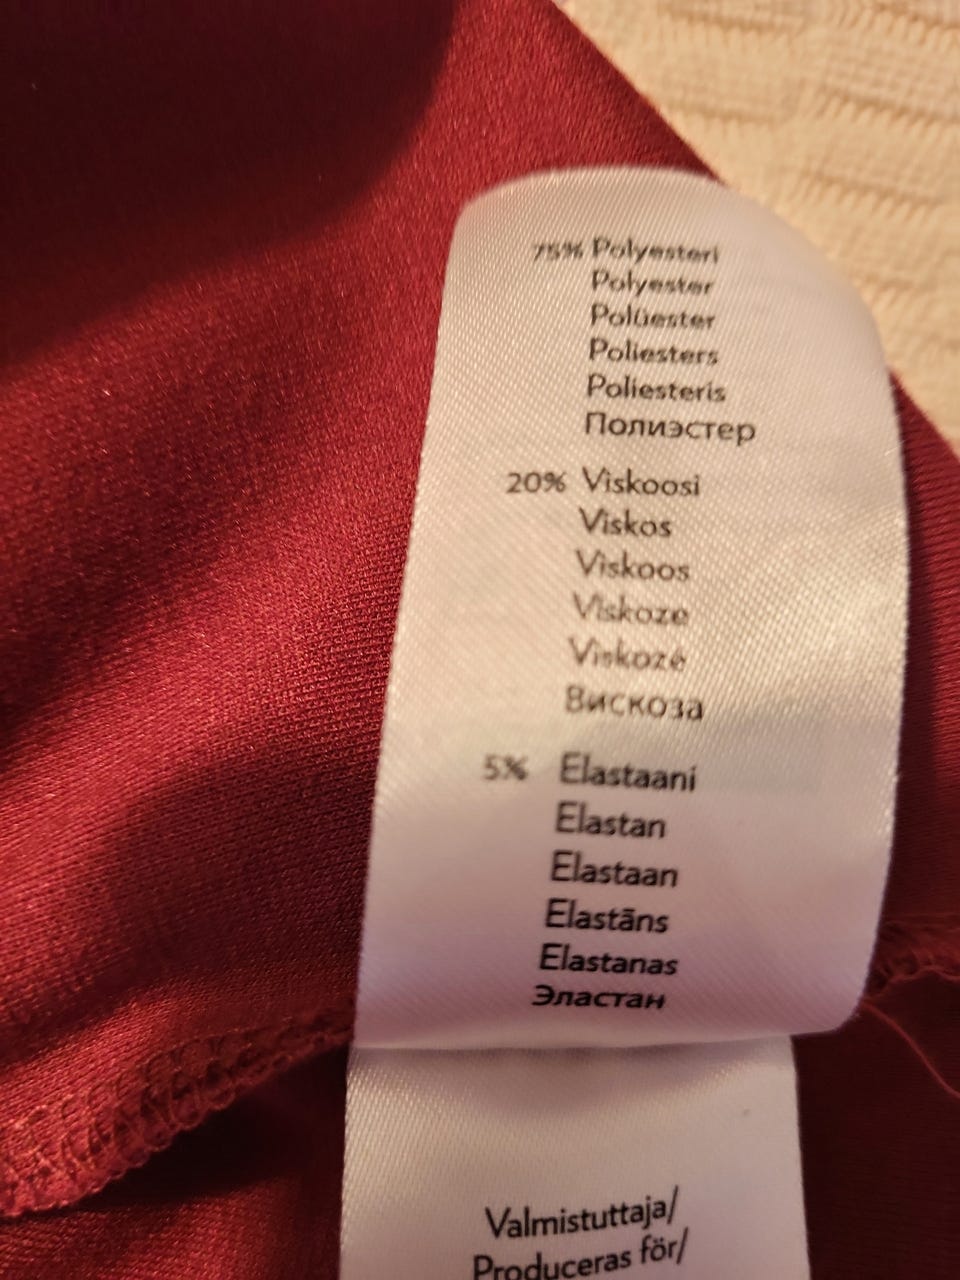 75% Polyesteri
Polyester
Polüester
Poliesters
Poliesteris
Полиэстер
20% Viskoosi
Viskos
Viskoos
Viskoze
Viskozė
Вискоза
5% Elastaani
Elastan
Elastaan
Elastāns
Elastanas
Эластан
Valmistuttaja/
Produceras för/